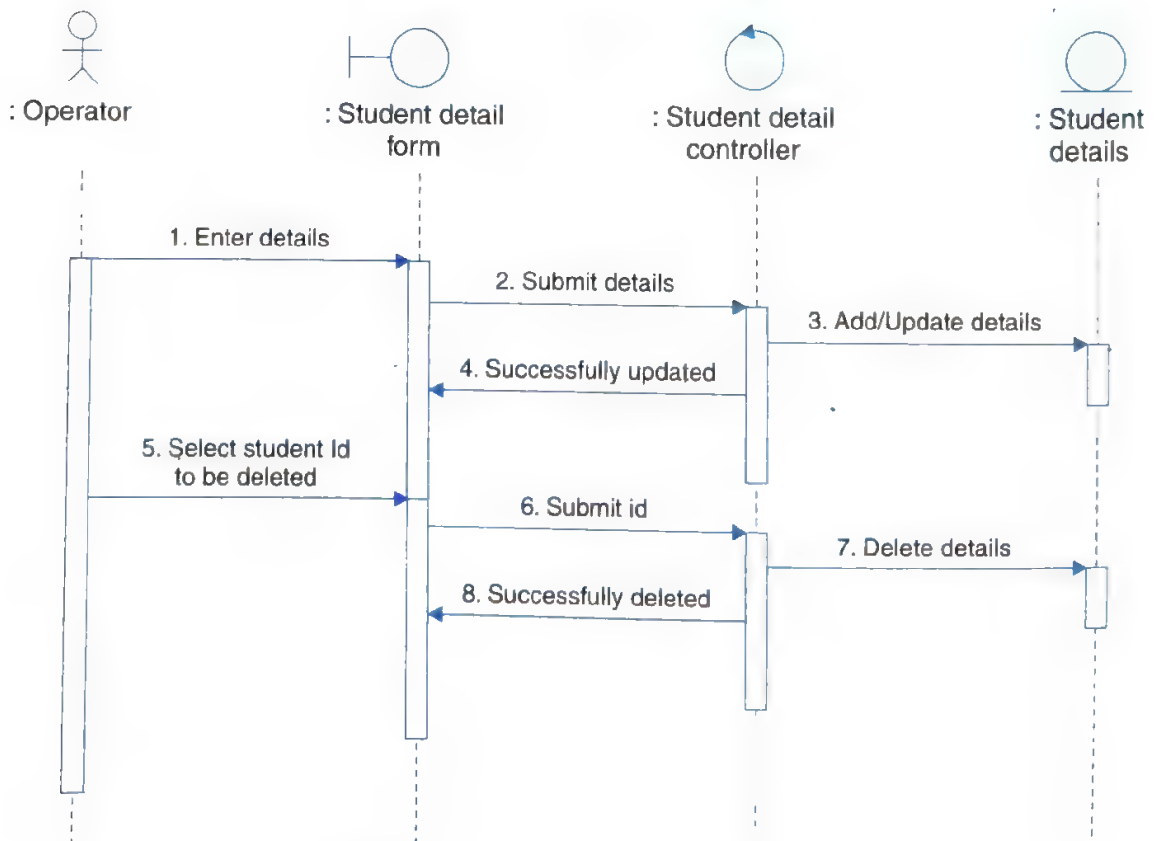 : Operator
: Student detail
form
: Student detail
controller
: Student
details
1. Enter details
2. Submit details
3. Add/Update details
4. Successfully updated
5. Select student Id
to be deleted
6. Submit id
7. Delete details
8. Successfully deleted